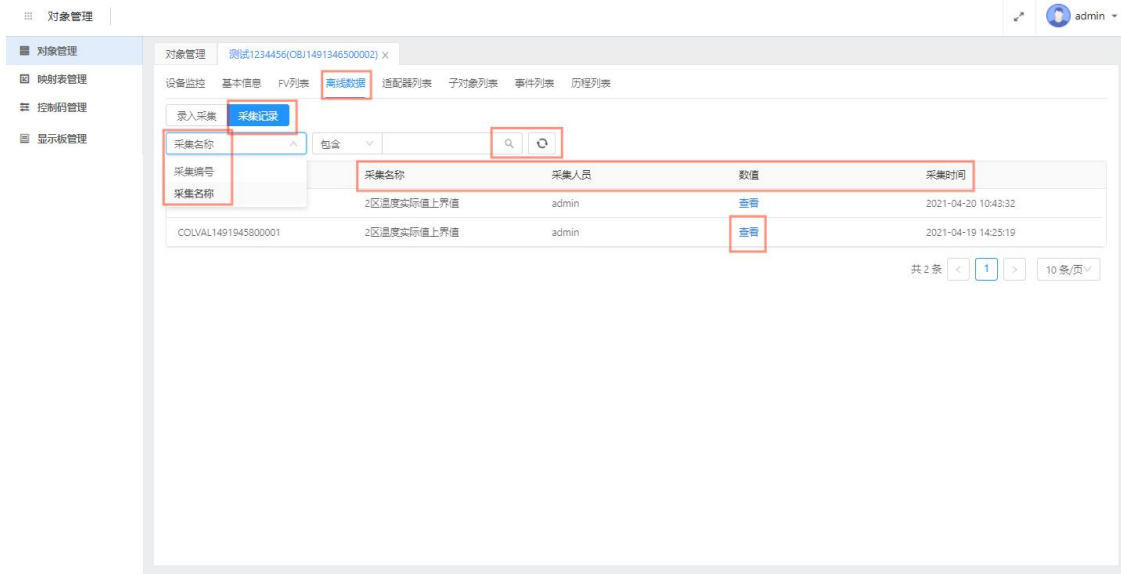 对象管理
admin
对象管理
映射表管理
控制码管理
显示板管理
对象管理 测试1234456(OBJ1491346500002) ×
设备监控 基本信息 FV列表 离线数据 适配器列表 子对象列表 事件列表 历程列表
录入采集 采集记录
采集名称 包含
采集编号
采集名称
采集名称 采集人员 数值 采集时间
2区温度实际值上界值 admin 查看 2021-04-20 10:43:32
COLVAL1491945800001 2区温度实际值上界值 admin 查看 2021-04-19 14:25:19
共 2 条 < 1 > 10 条/页